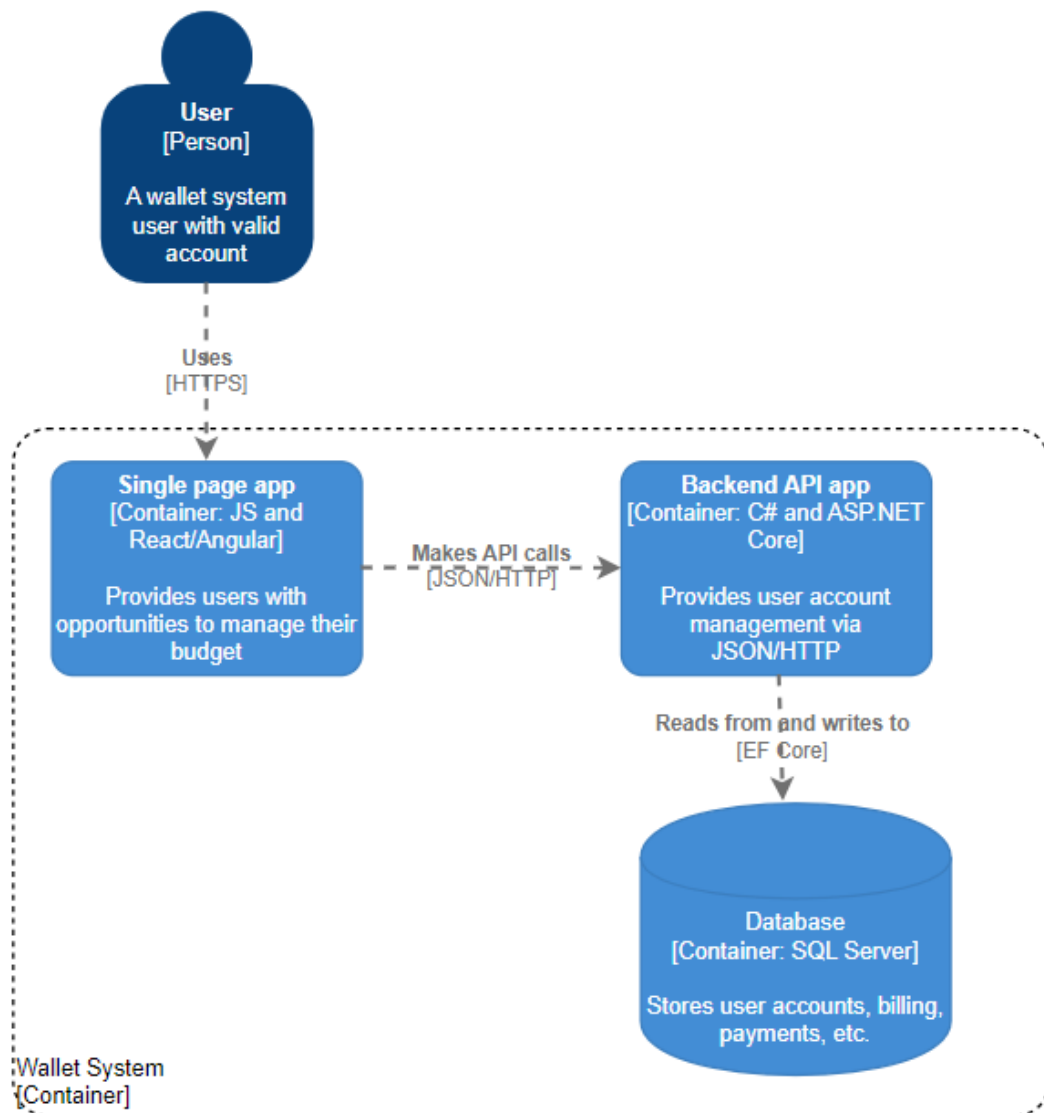 User
[Person]
A wallet system
user with valid
account
Uses
[HTTPS]
Single page app
[Container: JS and
React/Angular]
Provides users with
opportunities to manage their
budget
Makes API calls
[JSON/HTTP]
Backend API app
[Container: C# and ASP.NET
Core]
Provides user account
management via
JSON/HTTP
Reads from and writes to
[EF Core]
Database
[Container: SQL Server]
Stores user accounts, billing,
payments, etc.
Wallet System
[Container]